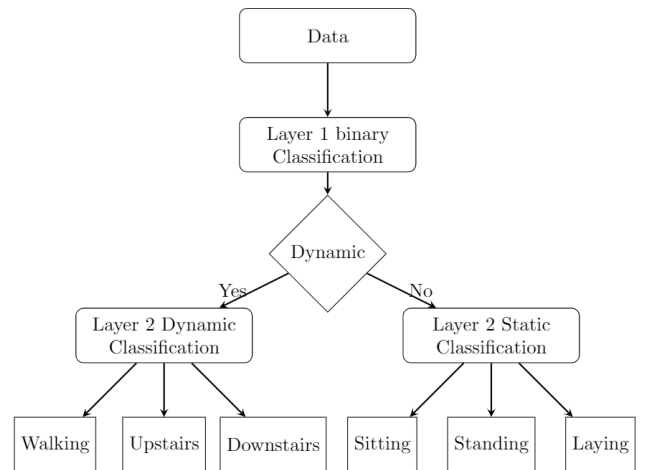 Data
Layer 1 binary
Classification
Dynamic
Yes
No
Layer 2 Dynamic
Classification
Layer 2 Static
Classification
Walking
Upstairs
Downstairs
Sitting
Standing
Laying